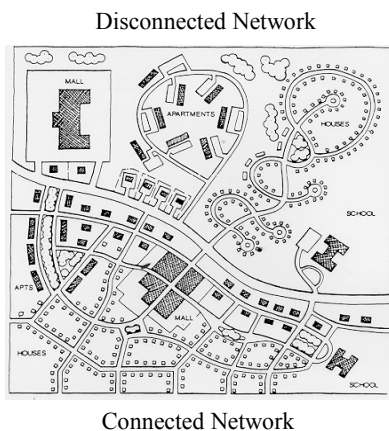 Disconnected Network
MALL
APARTMENTS
HOUSES
SCHOOL
APTS
MALL
HOUSES
SCHOOL
Connected Network